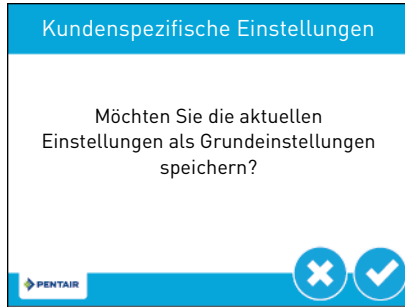 Kundenspezifische Einstellungen
Möchten Sie die aktuellen
Einstellungen als Grundeinstellungen
speichern?
PENTAIR